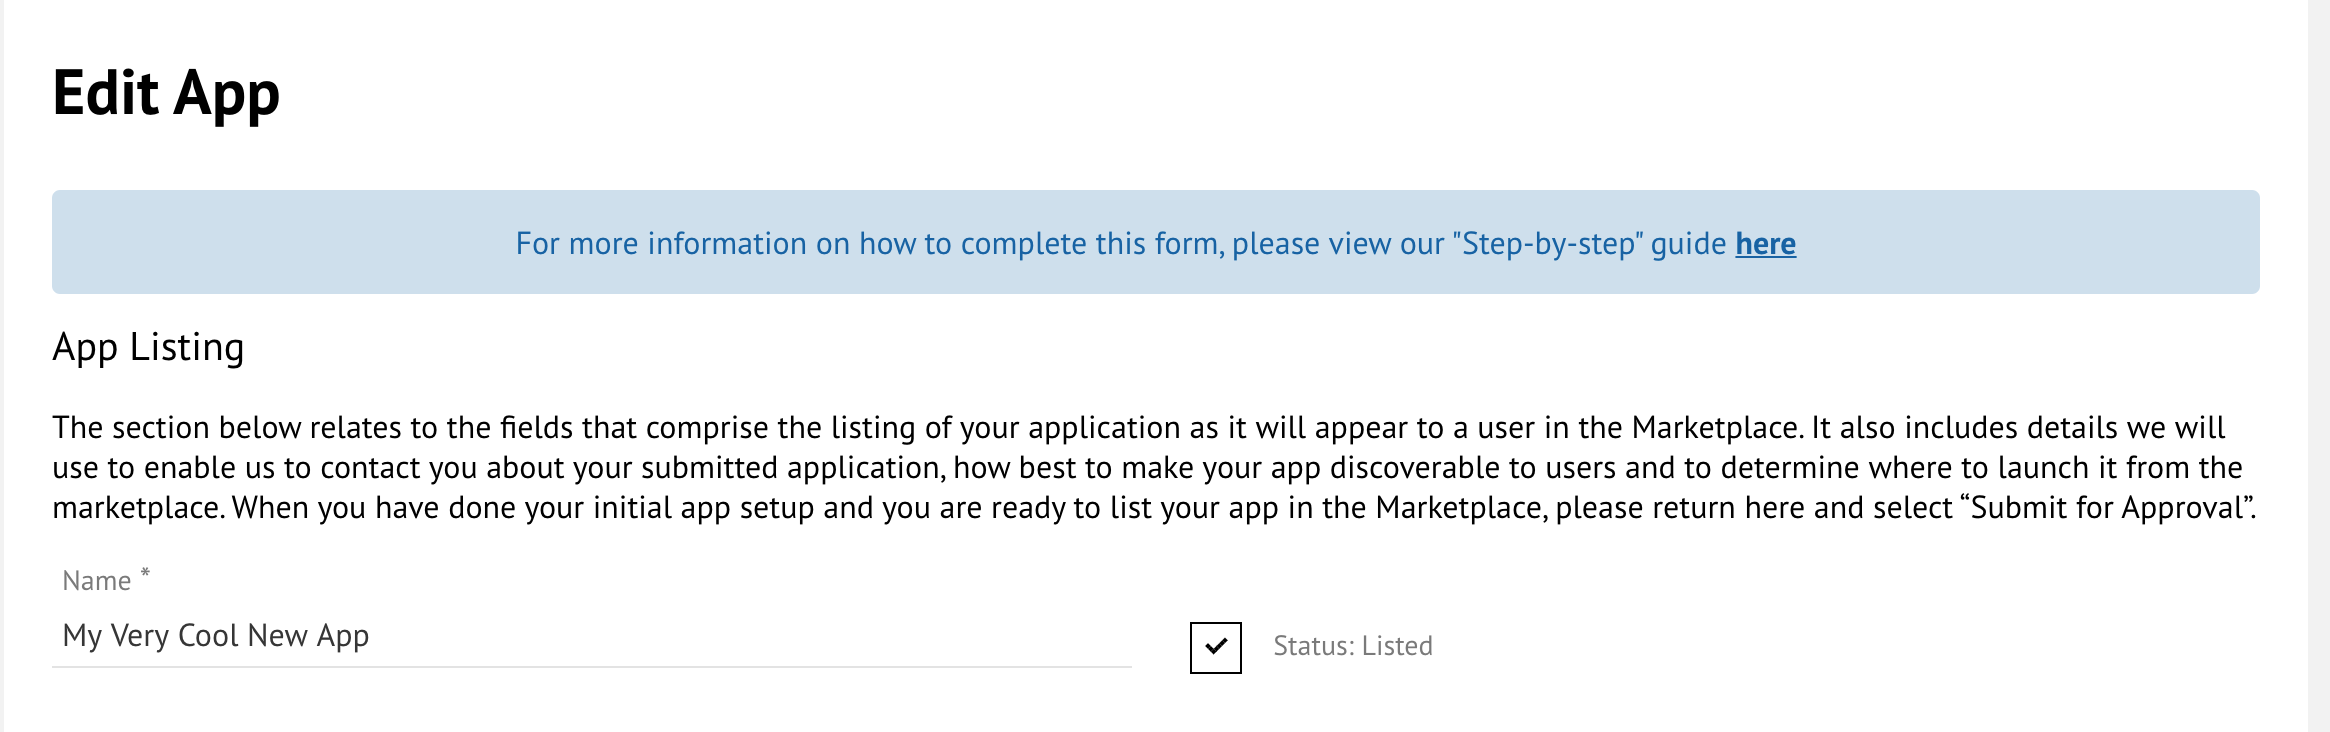 Edit App
For more information on how to complete this form, please view our "Step-by-step" guide here
App Listing
The section below relates to the fields that comprise the listing of your application as it will appear to a user in the Marketplace. It also includes details we will
use to enable us to contact you about your submitted application, how best to make your app discoverable to users and to determine where to launch it from the
marketplace. When you have done your initial app setup and you are ready to list your app in the Marketplace, please return here and select “Submit for Approval”.
Name *
My Very Cool New App
Status: Listed